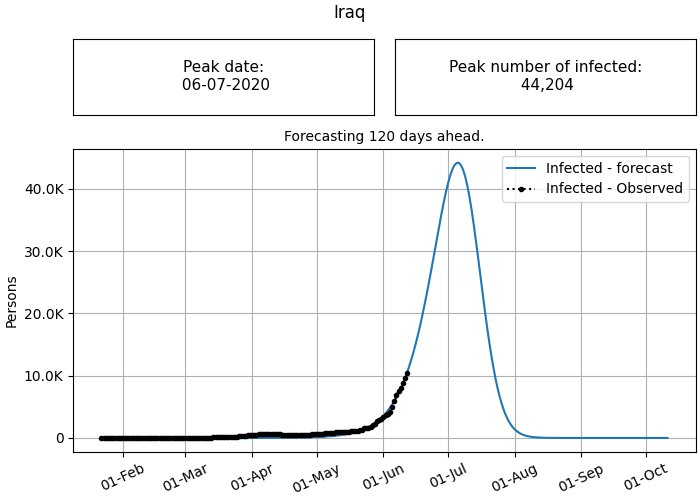 Iraq
Peak date:
06-07-2020
Peak number of infected:
44,204
Forecasting 120 days ahead.
Infected - forecast
Infected - Observed
Persons
40.0K
30.0K
20.0K
10.0K
0
01-Feb
01-Mar
01-Apr
01-May
01-Jun
01-Jul
01-Aug
01-Sep
01-Oct